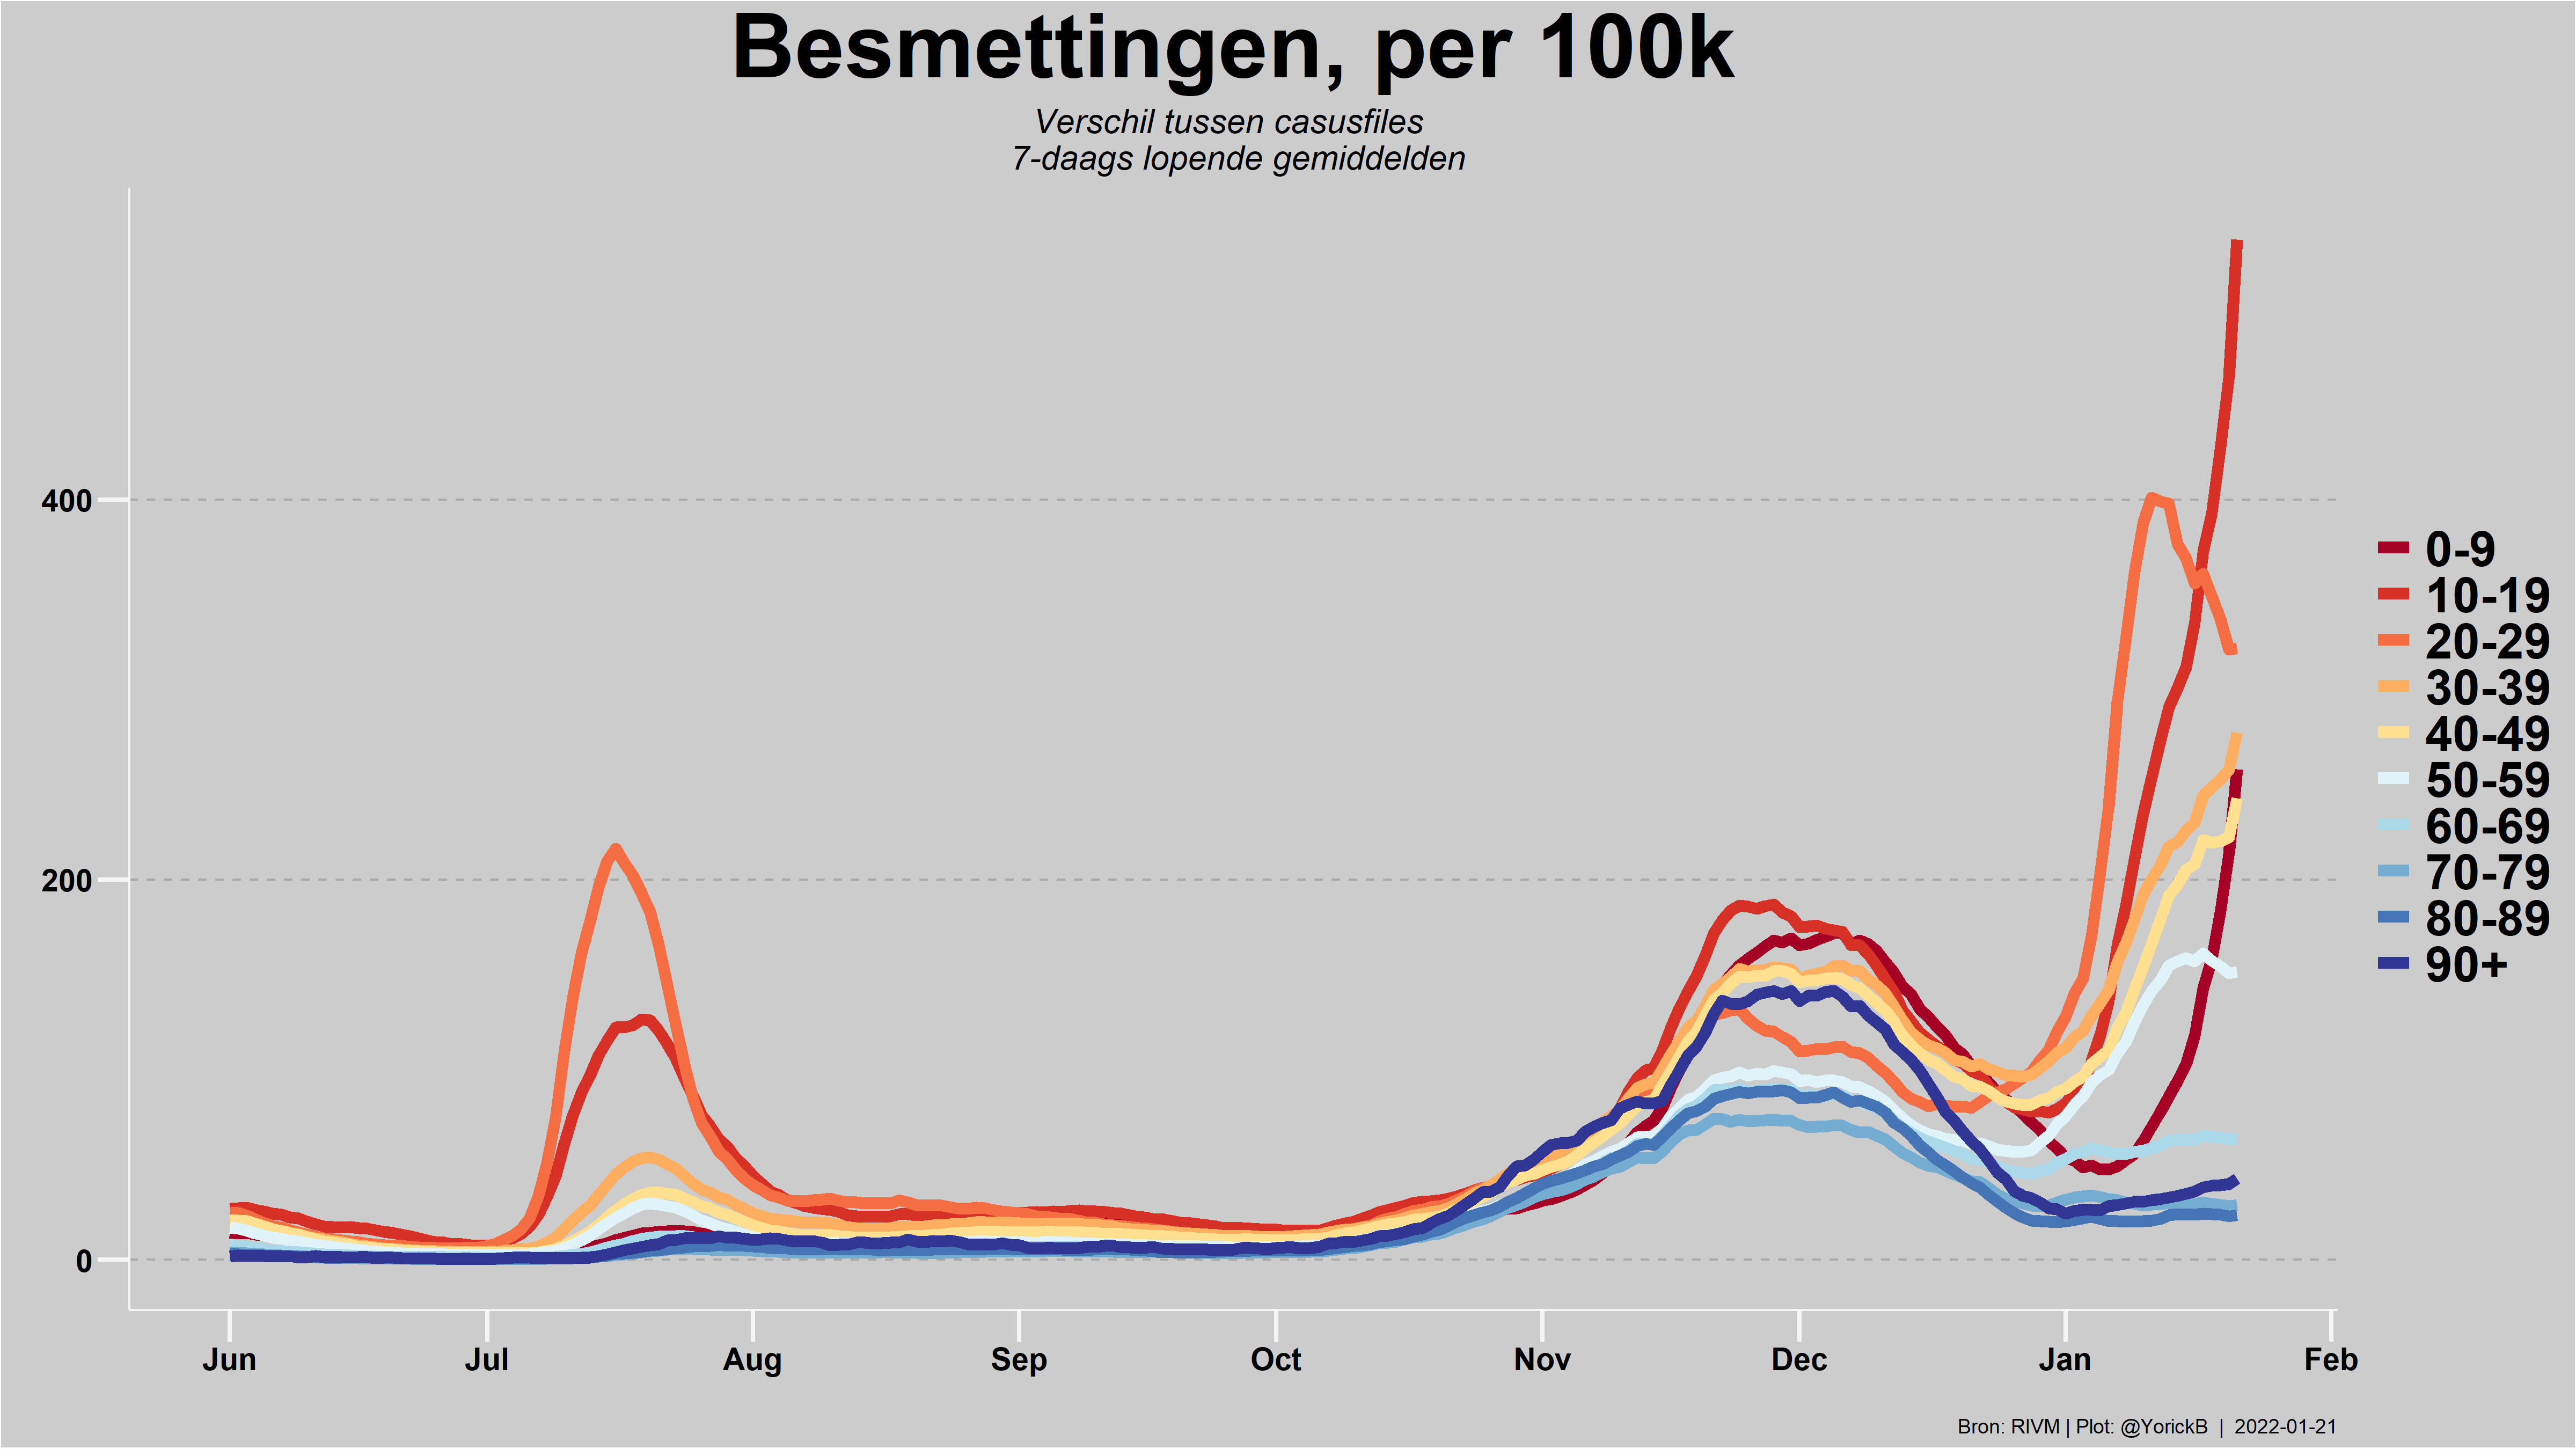 Besmettingen, per 100k
Verschil tussen casusfiles
7-daags lopende gemiddelden
400
200
0
Jun Jul Aug Sep Oct Nov Dec Jan Feb
0-9
10-19
20-29
30-39
40-49
50-59
60-69
70-79
80-89
90+
Bron: RIVM | Plot: @YorickB | 2022-01-21